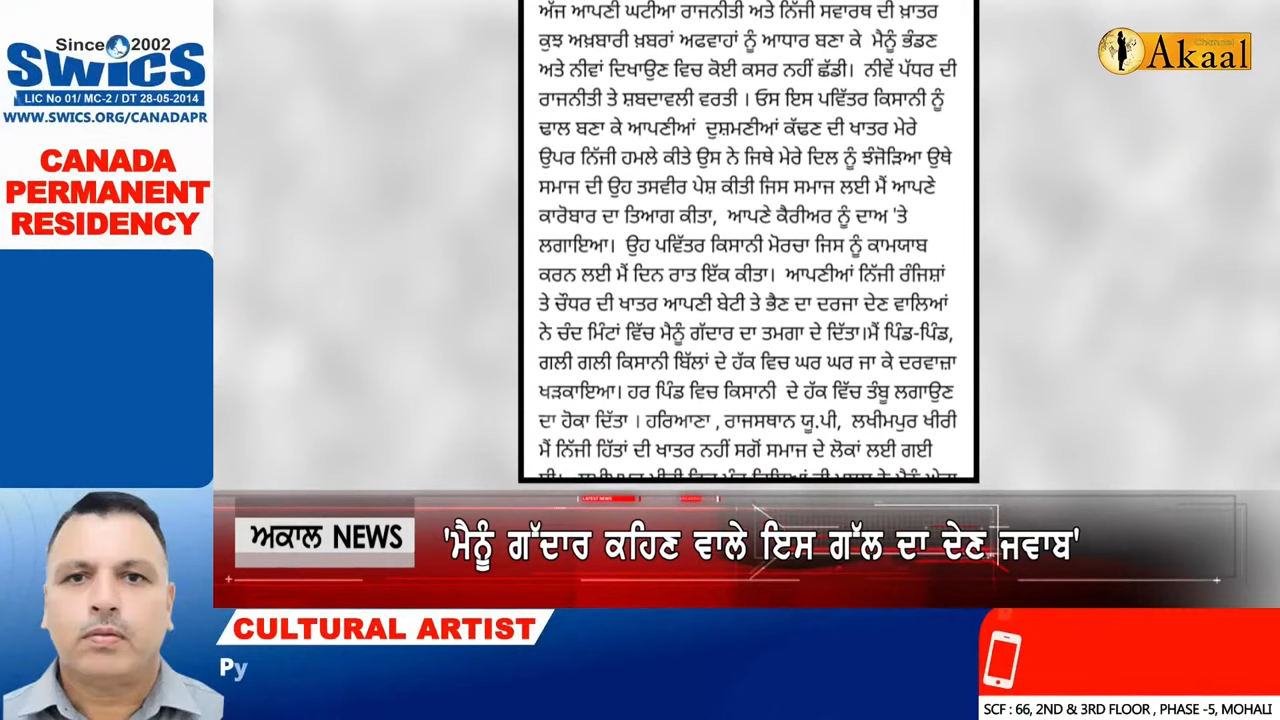 Since 2002
SWICS
LIC No 01/ MC-2 / DT 28-05-2014
WWW.SWICS.ORG/CANADAPR
CANADA
PERMANENT
RESIDENCY
ਅੱਜ ਆਪਣੀ ਘਟੀਆ ਰਾਜਨੀਤੀ ਅਤੇ ਨਿੱਜੀ ਸਵਾਰਥ ਦੀ ਖ਼ਾਤਰ
ਕੁਝ ਅਖ਼ਬਾਰੀ ਖ਼ਬਰਾਂ ਅਫਵਾਹਾਂ ਨੂੰ ਆਧਾਰ ਬਣਾ ਕੇ ਮੈਨੂੰ ਭੰਡਣ
ਅਤੇ ਨੀਵਾਂ ਦਿਖਾਉਣ ਵਿਚ ਕੋਈ ਕਸਰ ਨਹੀਂ ਛੱਡੀ। ਨੀਵੇਂ ਪੱਧਰ ਦੀ
ਰਾਜਨੀਤੀ ਤੇ ਸ਼ਬਦਾਵਲੀ ਵਰਤੀ । ਓਸ ਇਸ ਪਵਿੱਤਰ ਕਿਸਾਨੀ ਨੂੰ
ਢਾਲ ਬਣਾ ਕੇ ਆਪਣੀਆਂ ਦੁਸ਼ਮਣੀਆਂ ਕੱਢਣ ਦੀ ਖਾਤਰ ਮੇਰੇ
ਉਪਰ ਨਿੱਜੀ ਹਮਲੇ ਕੀਤੇ ਉਸ ਨੇ ਜਿਥੇ ਮੇਰੇ ਦਿਲ ਨੂੰ ਝੰਜੋੜਿਆ ਉਥੇ
ਸਮਾਜ ਦੀ ਉਹ ਤਸਵੀਰ ਪੇਸ਼ ਕੀਤੀ ਜਿਸ ਸਮਾਜ ਲਈ ਮੈਂ ਆਪਣੇ
ਕਾਰੋਬਾਰ ਦਾ ਤਿਆਗ ਕੀਤਾ, ਆਪਣੇ ਕੈਰੀਅਰ ਨੂੰ ਦਾਅ 'ਤੇ
ਲਗਾਇਆ। ਉਹ ਪਵਿੱਤਰ ਕਿਸਾਨੀ ਮੋਰਚਾ ਜਿਸ ਨੂੰ ਕਾਮਯਾਬ
ਕਰਨ ਲਈ ਮੈਂ ਦਿਨ ਰਾਤ ਇੱਕ ਕੀਤਾ। ਆਪਣੀਆਂ ਨਿੱਜੀ ਰੰਜਿਸ਼ਾਂ
ਤੇ ਚੌਧਰ ਦੀ ਖਾਤਰ ਆਪਣੀ ਬੇਟੀ ਤੇ ਭੈਣ ਦਾ ਦਰਜਾ ਦੇਣ ਵਾਲਿਆਂ
ਨੇ ਚੰਦ ਮਿੰਟਾਂ ਵਿੱਚ ਮੈਨੂੰ ਗੱਦਾਰ ਦਾ ਤਮਗਾ ਦੇ ਦਿੱਤਾ।ਮੈਂ ਪਿੰਡ-ਪਿੰਡ,
ਗਲੀ ਗਲੀ ਕਿਸਾਨੀ ਬਿੱਲਾਂ ਦੇ ਹੱਕ ਵਿਚ ਘਰ ਘਰ ਜਾ ਕੇ ਦਰਵਾਜ਼ਾ
ਖੜਕਾਇਆ। ਹਰ ਪਿੰਡ ਵਿਚ ਕਿਸਾਨੀ ਦੇ ਹੱਕ ਵਿੱਚ ਤੰਬੂ ਲਗਾਉਣ
ਦਾ ਹੋਕਾ ਦਿੱਤਾ । ਹਰਿਆਣਾ , ਰਾਜਸਥਾਨ ਯੂ.ਪੀ, ਲਖੀਮਪੁਰ ਖੀਰੀ
ਮੈਂ ਨਿੱਜੀ ਹਿੱਤਾਂ ਦੀ ਖਾਤਰ ਨਹੀਂ ਸਗੋਂ ਸਮਾਜ ਦੇ ਲੋਕਾਂ ਲਈ ਗਈ
Channel
Akaal
LATEST NEWS
ਅਕਾਲ NEWS
'ਮੈਨੂੰ ਗੱਦਾਰ ਕਹਿਣ ਵਾਲੇ ਇਸ ਗੱਲ ਦਾ ਦੇਣ ਜਵਾਬ'
CULTURAL ARTIST
Py
SCF : 66, 2ND & 3RD FLOOR , PHASE -5, MOHALI